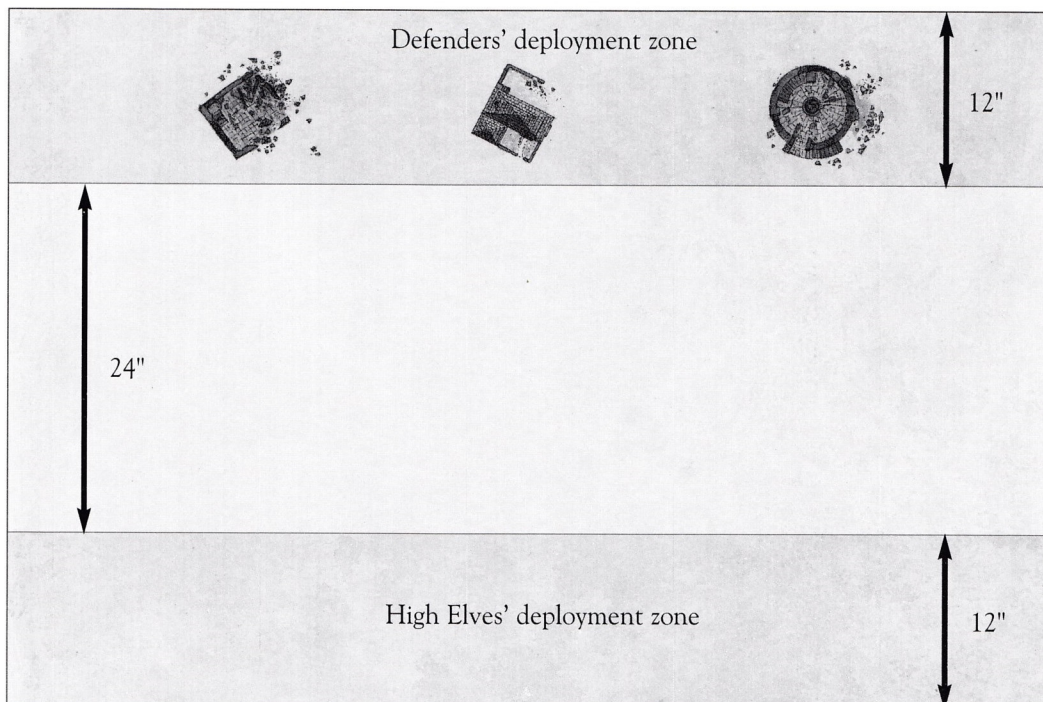 Defenders' deployment zone
12"
24"
High Elves' deployment zone
12"